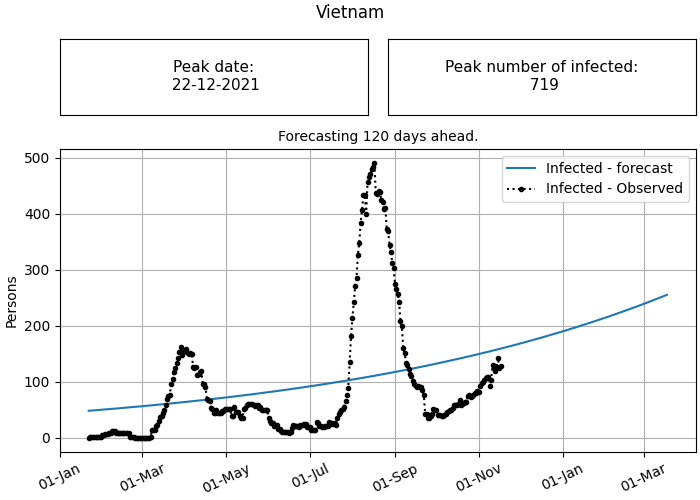 Vietnam
Peak date:
22-12-2021
Peak number of infected:
719
Forecasting 120 days ahead.
Infected - forecast
Infected - Observed
Persons
500
400
300
200
100
0
01-Jan
01-Mar
01-May
01-Jul
01-Sep
01-Nov
01-Jan
01-Mar